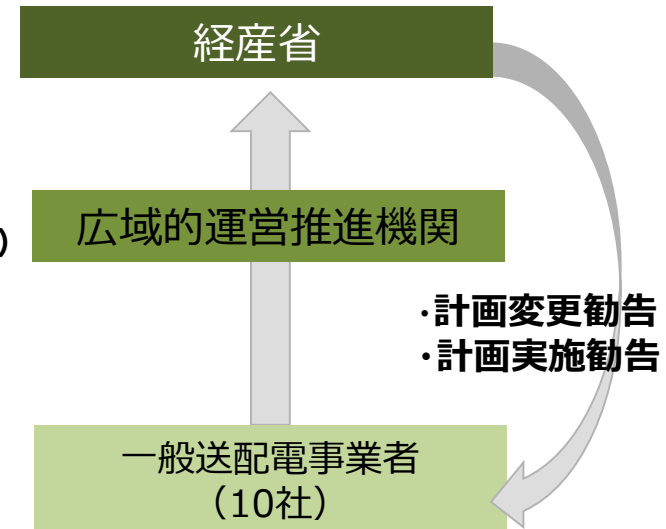 経産省
広域的運営推進機関
）
・計画変更勧告
・計画実施勧告
一般送配電事業者
（10社）